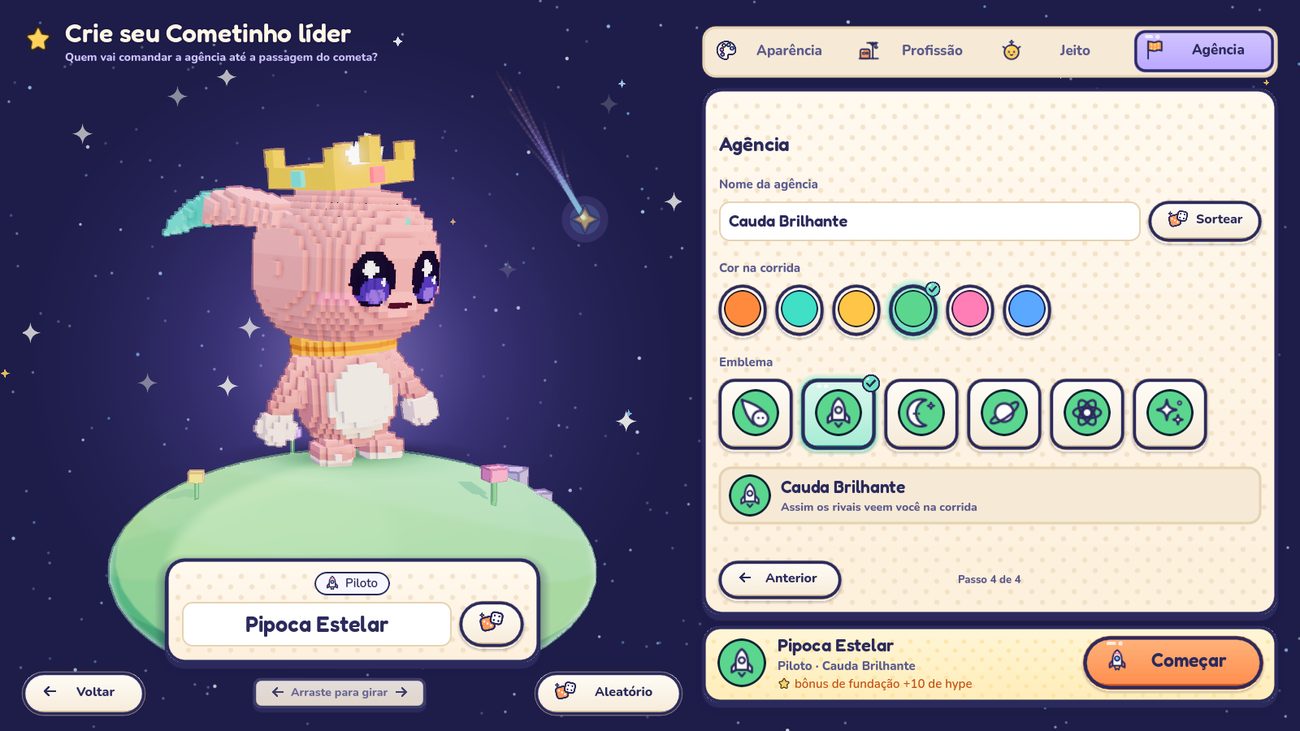 Crie seu Cometinho líder
Quem vai comandar a agência até a passagem do cometa?
Aparência
Profissão
Jeito
Agência
Agência
Nome da agência
Cauda Brilhante
Sortear
Cor na corrida
Emblema
Cauda Brilhante
Assim os rivais veem você na corrida
Anterior
Passo 4 de 4
Piloto
Pipoca Estelar
Voltar
Arraste para girar
Aleatório
Pipoca Estelar
Piloto · Cauda Brilhante
bônus de fundação +10 de hype
Começar